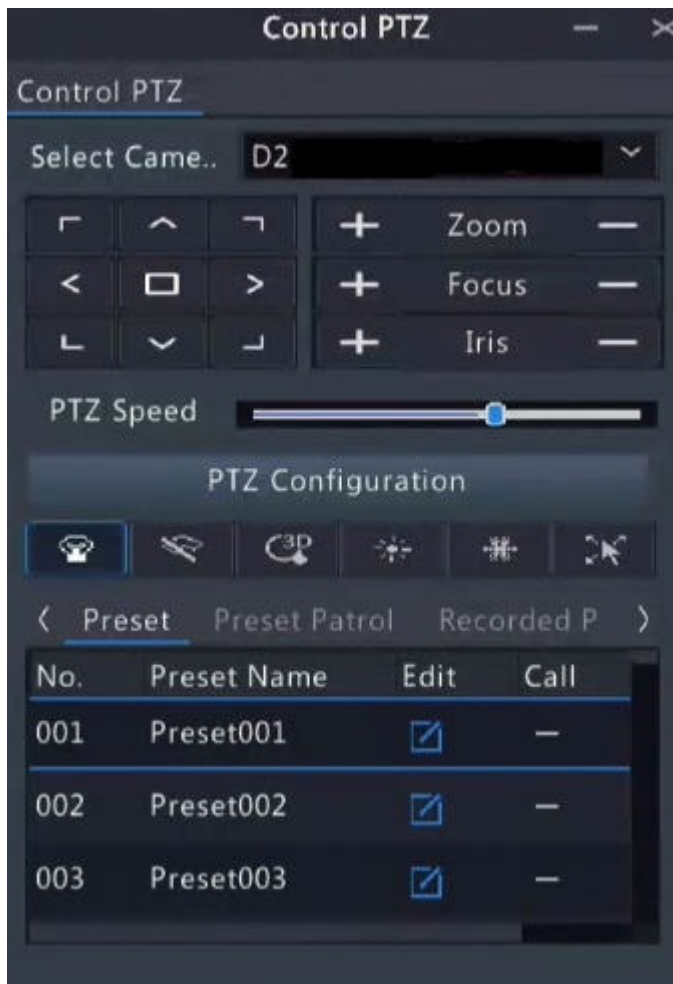 Control PTZ
Control PTZ
Select Came.. D2
Zoom
Focus
Iris
PTZ Speed
PTZ Configuration
3D
Preset Preset Patrol Recorded P
No. Preset Name Edit Call
001 Preset001
002 Preset002
003 Preset003